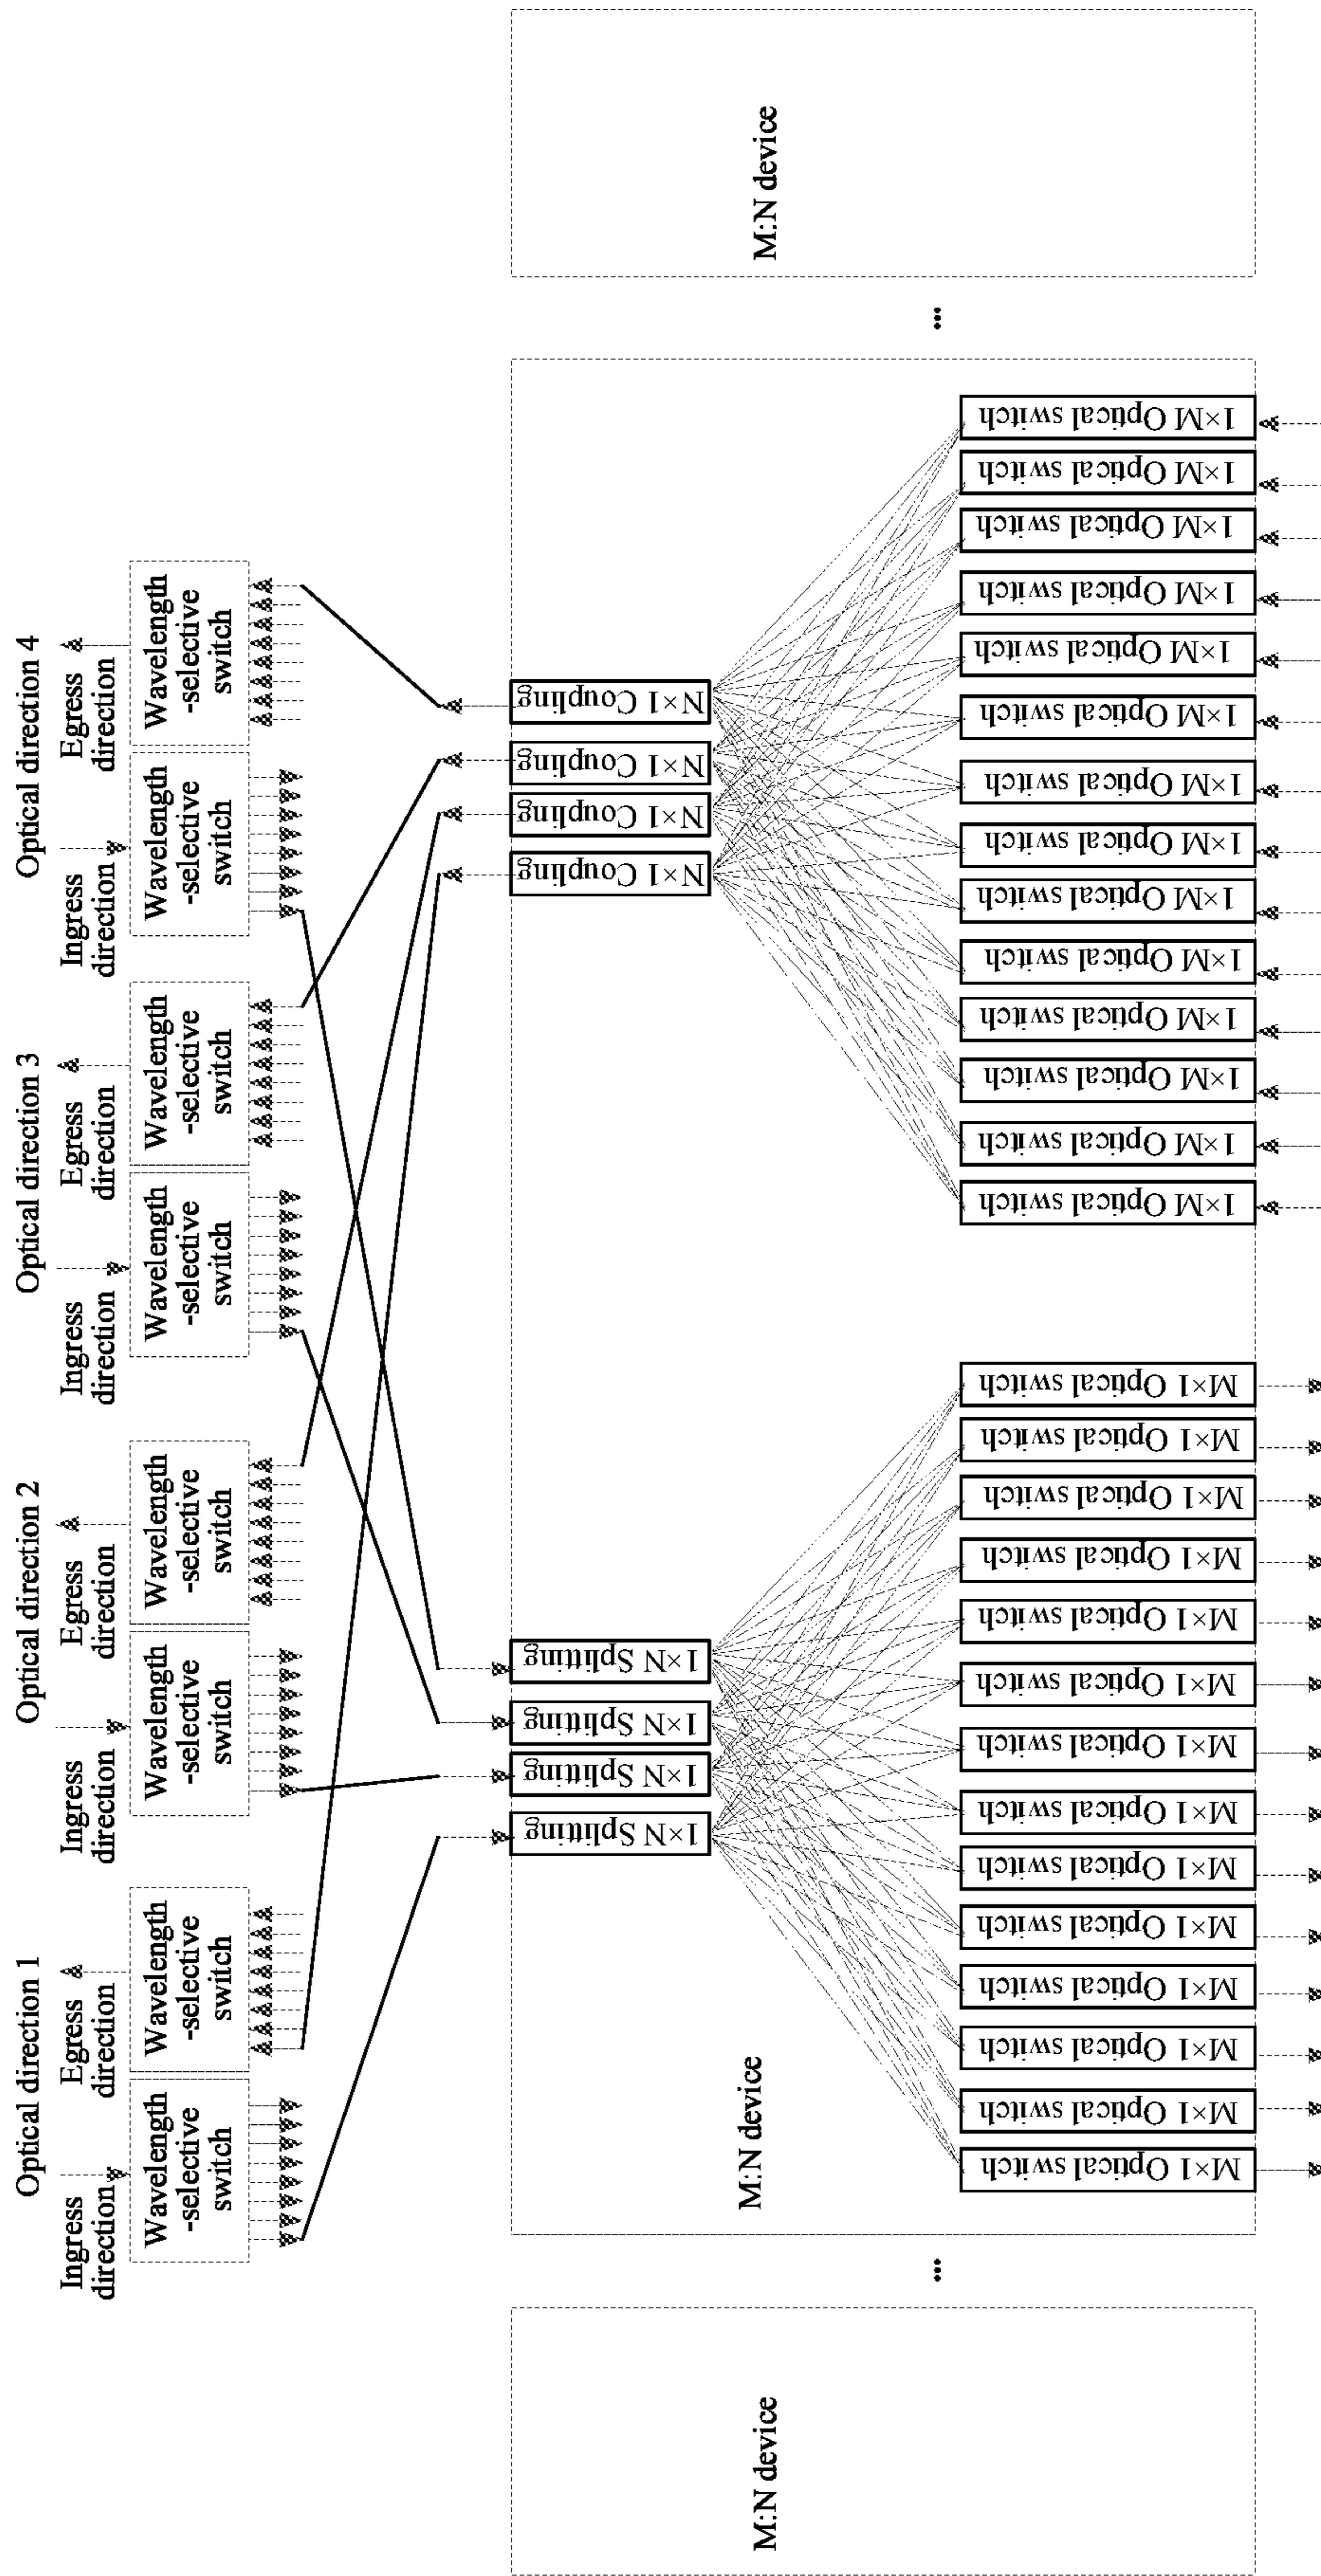 Optical direction 1
Ingress
direction
Egress
direction
Optical direction 2
Ingress
direction
Egress
direction
Optical direction 3
Ingress
direction
Egress
direction
Optical direction 4
Ingress
direction
Egress
direction
Wavelength
-selective
switch
Wavelength
-selective
switch
Wavelength
-selective
switch
Wavelength
-selective
switch
Wavelength
-selective
switch
Wavelength
-selective
switch
Wavelength
-selective
switch
Wavelength
-selective
switch
1×N Splitting
1×N Splitting
1×N Splitting
1×N Splitting
N×1 Coupling
N×1 Coupling
N×1 Coupling
N×1 Coupling
M:N device
...
M:N device
...
M:N device
M×1 Optical switch
M×1 Optical switch
M×1 Optical switch
M×1 Optical switch
M×1 Optical switch
M×1 Optical switch
M×1 Optical switch
M×1 Optical switch
M×1 Optical switch
M×1 Optical switch
M×1 Optical switch
M×1 Optical switch
M×1 Optical switch
M×1 Optical switch
1×M Optical switch
1×M Optical switch
1×M Optical switch
1×M Optical switch
1×M Optical switch
1×M Optical switch
1×M Optical switch
1×M Optical switch
1×M Optical switch
1×M Optical switch
1×M Optical switch
1×M Optical switch
1×M Optical switch
1×M Optical switch